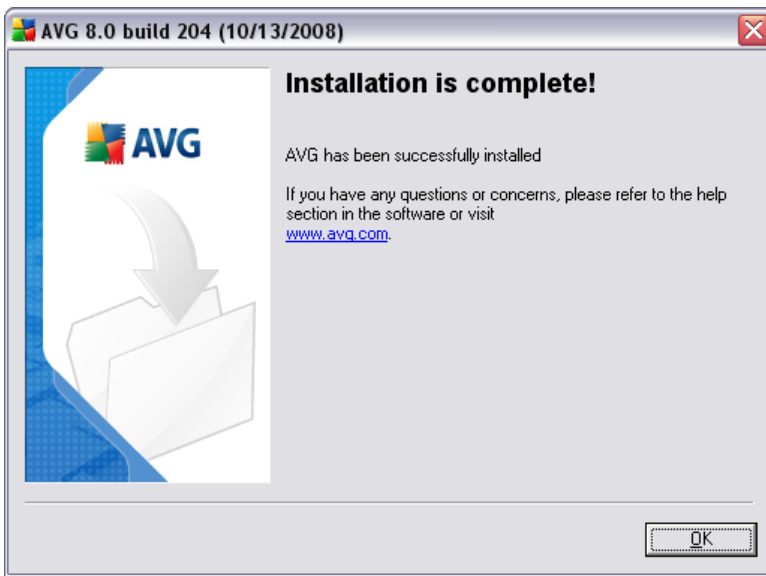 AVG 8.0 build 204 (10/13/2008)
Installation is complete!
AVG
AVG has been successfully installed
If you have any questions or concerns, please refer to the help
section in the software or visit
www.avg.com.
OK